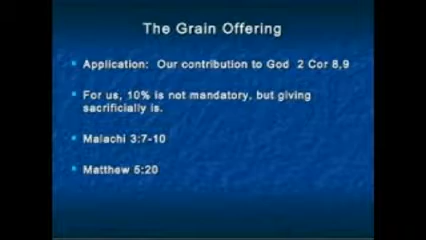 The Grain Offering
Application: Our contribution to God 2 Cor 8,9
For us, 10% is not mandatory, but giving
sacrificially is.
Malachi 3:7-10
Matthew 5:20